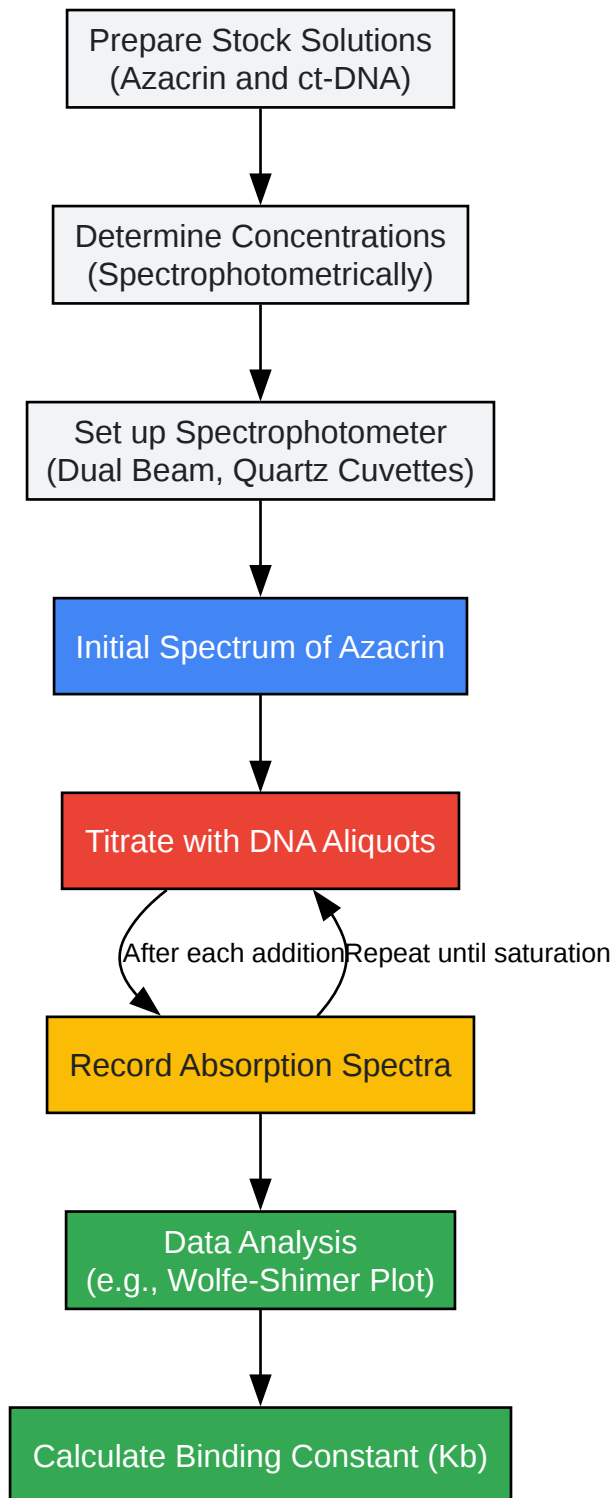 Prepare Stock Solutions
(Azacrin and ct-DNA)
Determine Concentrations
(Spectrophotometrically)
Set up Spectrophotometer
(Dual Beam, Quartz Cuvettes)
Initial Spectrum of Azacrin
Titrate with DNA Aliquots
After each addition
Repeat until saturation
Record Absorption Spectra
Data Analysis
(e.g., Wolfe-Shimer Plot)
Calculate Binding Constant (Kb)